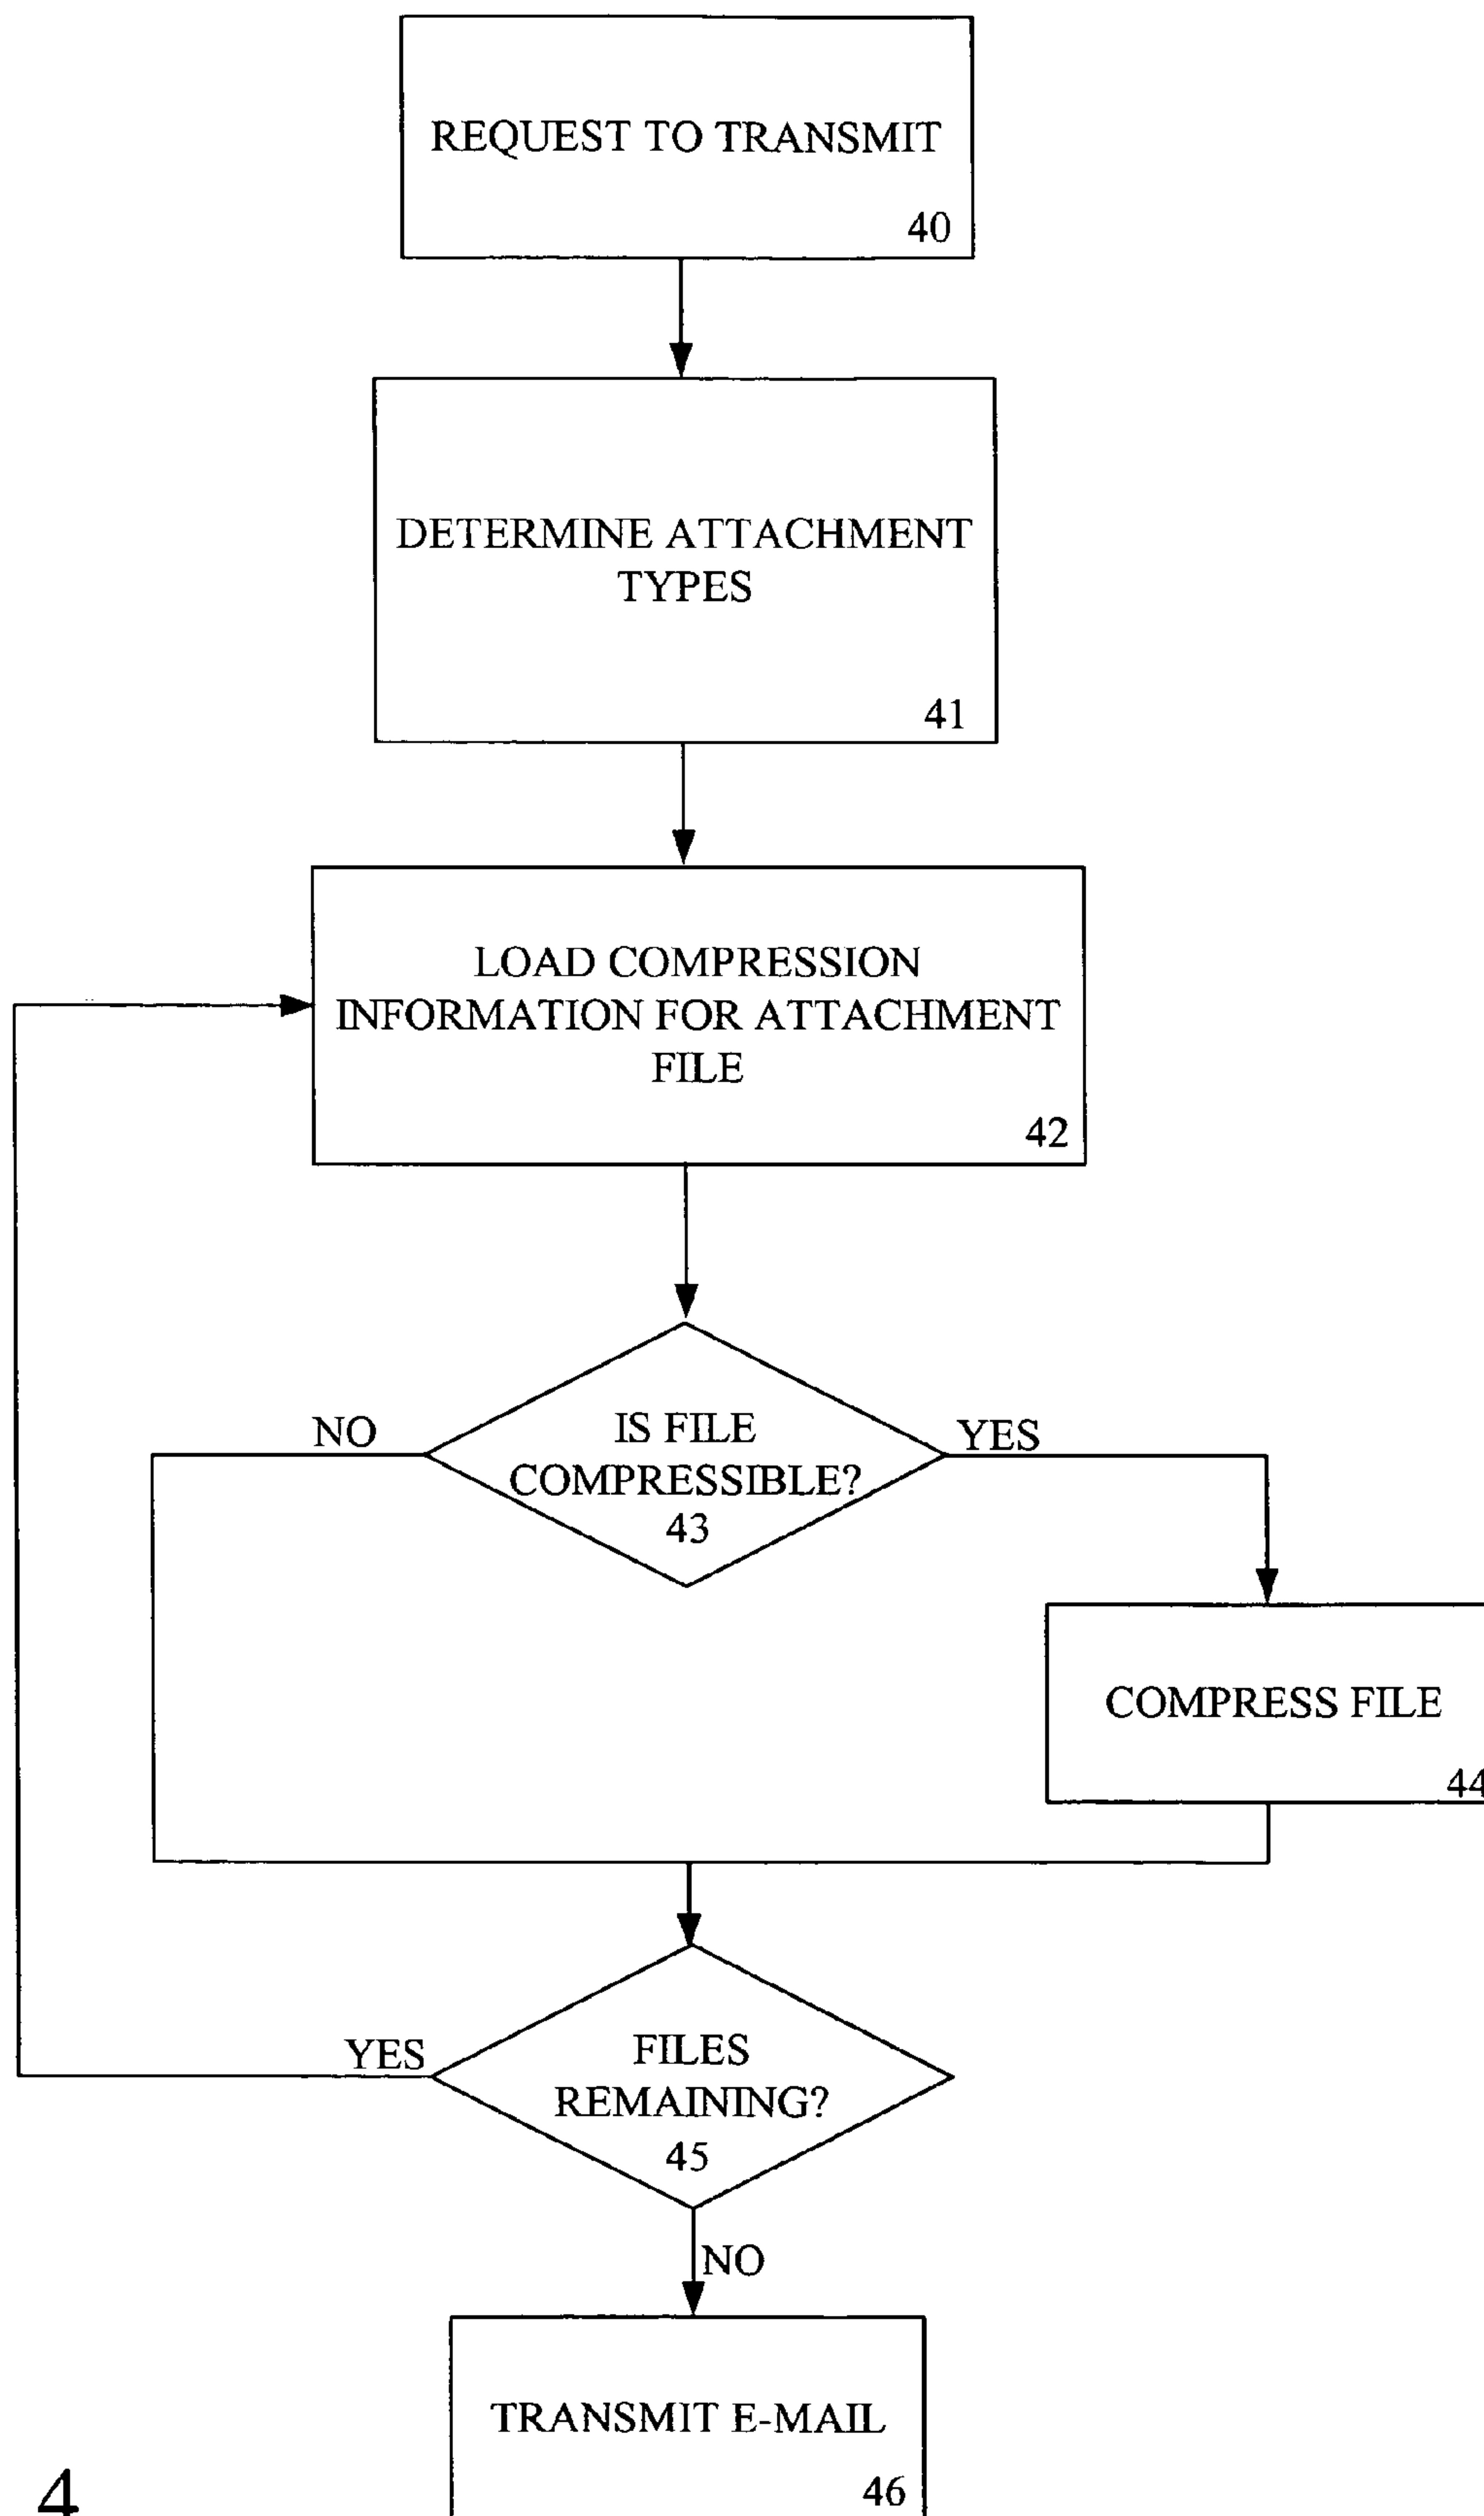 REQUEST TO TRANSMIT
40
DETERMINE ATTACHMENT
TYPES
41
LOAD COMPRESSION
INFORMATION FOR ATTACHMENT
FILE
42
NO
IS FILE
COMPRESSIBLE?
43
YES
COMPRESS FILE
44
YES
FILES
REMAINING?
45
NO
TRANSMIT E-MAIL
46
4